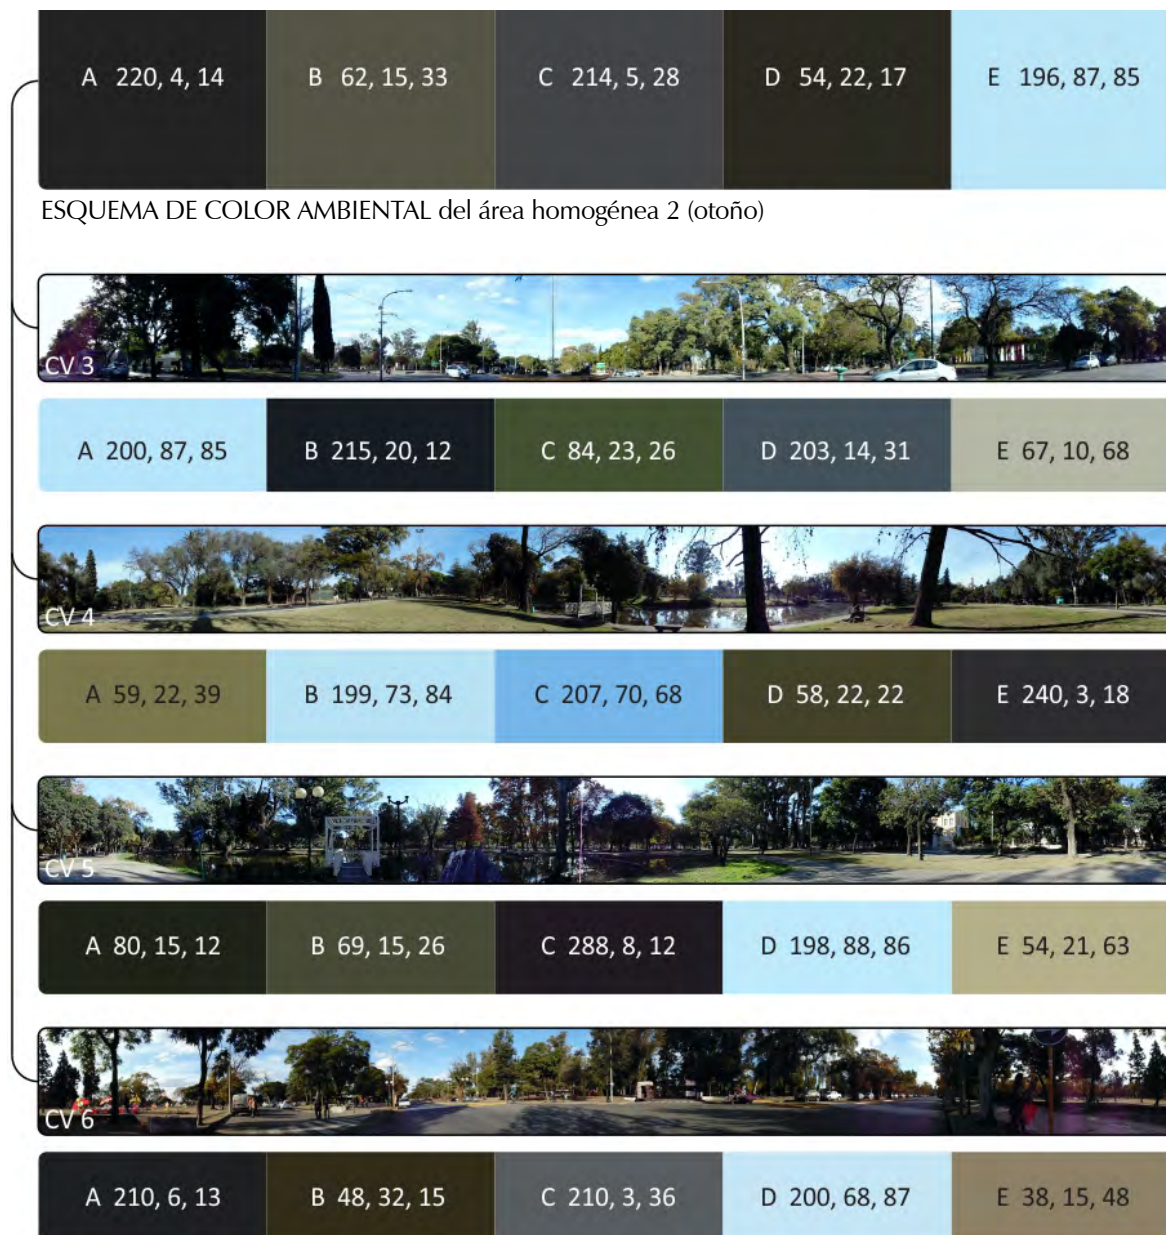 A 220, 4, 14 B 62, 15, 33 C 214, 5, 28 D 54, 22, 17 E 196, 87, 85
ESQUEMA DE COLOR AMBIENTAL del área homogénea 2 (otoño)
CV 3
A 200, 87, 85 B 215, 20, 12 C 84, 23, 26 D 203, 14, 31 E 67, 10, 68
CV 4
A 59, 22, 39 B 199, 73, 84 C 207, 70, 68 D 58, 22, 22 E 240, 3, 18
CV 5
A 80, 15, 12 B 69, 15, 26 C 288, 8, 12 D 198, 88, 86 E 54, 21, 63
CV 6
A 210, 6, 13 B 48, 32, 15 C 210, 3, 36 D 200, 68, 87 E 38, 15, 48